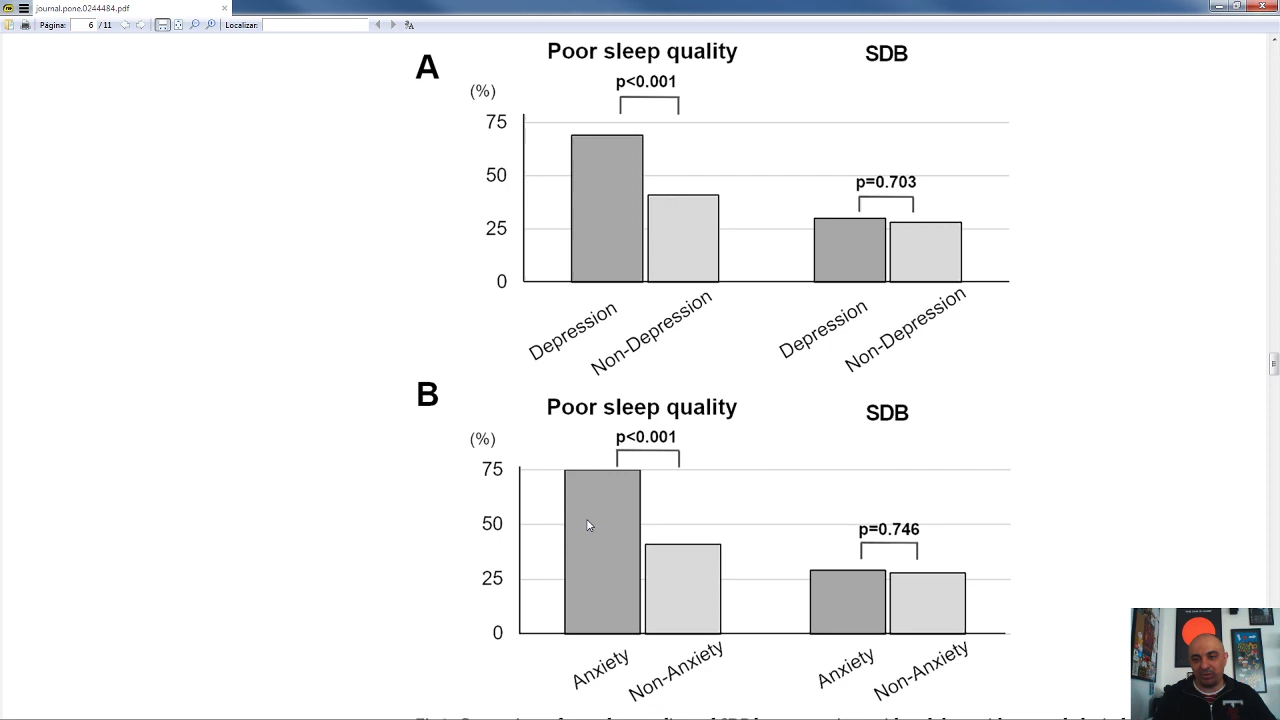 journal.pone.0244484.pdf
Página: 6 / 11 Localizar:
A
Poor sleep quality
SDB
p<0.001
(%)
75
50
25
0
p=0.703
Depression
Non-Depression
Depression
Non-Depression
B
Poor sleep quality
SDB
p<0.001
(%)
75
50
25
0
p=0.746
Anxiety
Non-Anxiety
Anxiety
Non-Anxiety